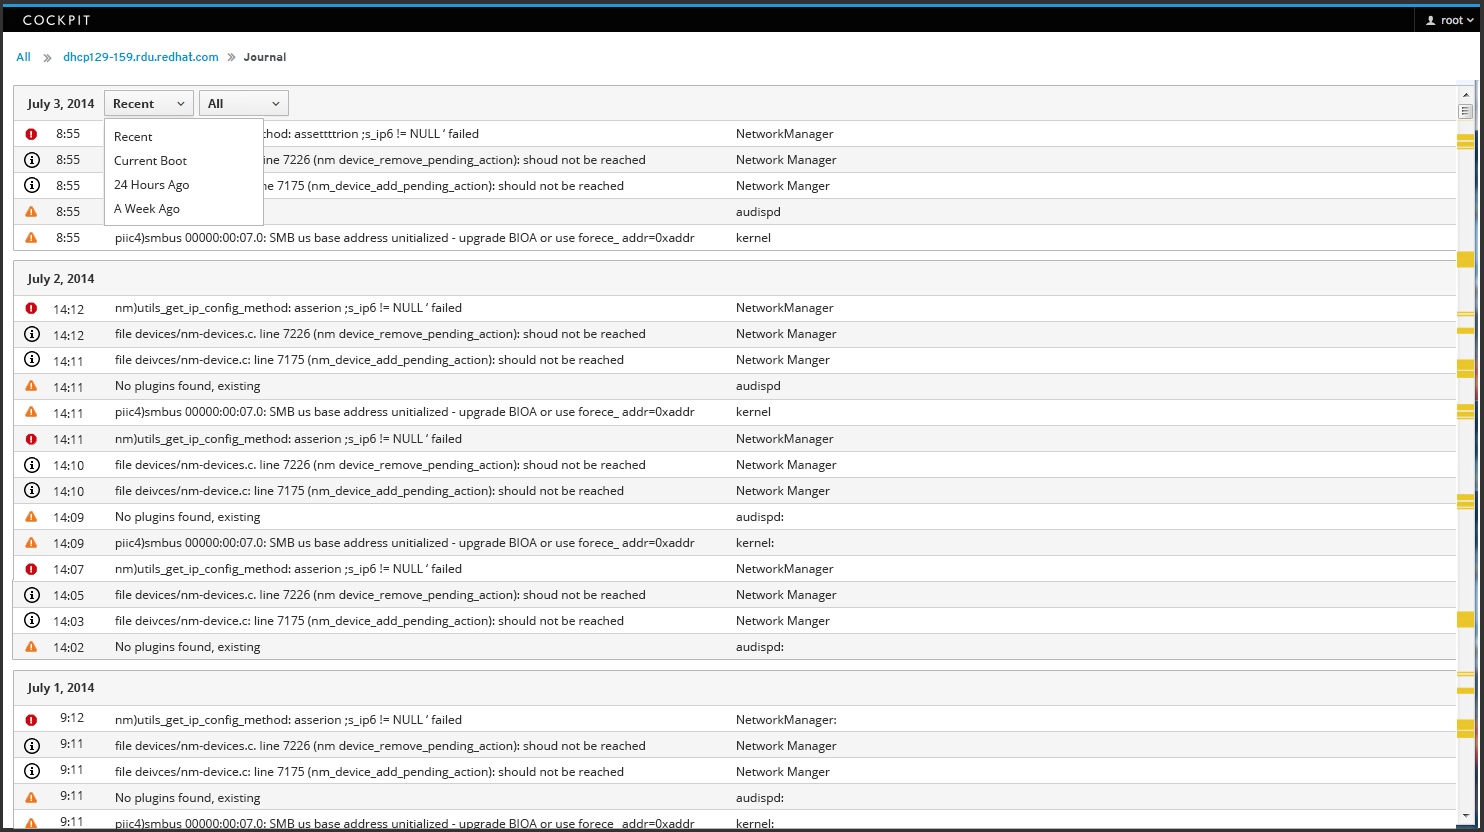 COCKPIT
root
All » dhcp129-159.rdu.redhat.com » Journal
July 3, 2014 Recent All
Recent
Current Boot
24 Hours Ago
A Week Ago
8:55 hod: assettttrion ;s_ip6 != NULL ‘ failed NetworkManager
8:55 line 7226 (nm device_remove_pending_action): shoud not be reached Network Manager
8:55 ne 7175 (nm_device_add_pending_action): should not be reached Network Manger
8:55 audispd
8:55 piic4)smbus 00000:00:07.0: SMB us base address unitialized - upgrade BIOA or use forece_ addr=0xaddr kernel
July 2, 2014
14:12 nm)utils_get_ip_config_method: asserion ;s_ip6 != NULL ‘ failed NetworkManager
14:12 file devices/nm-devices.c. line 7226 (nm device_remove_pending_action): shoud not be reached Network Manager
14:11 file deivces/nm-device.c: line 7175 (nm_device_add_pending_action): should not be reached Network Manger
14:11 No plugins found, existing audispd
14:11 piic4)smbus 00000:00:07.0: SMB us base address unitialized - upgrade BIOA or use forece_ addr=0xaddr kernel
14:11 nm)utils_get_ip_config_method: asserion ;s_ip6 != NULL ‘ failed NetworkManager
14:10 file devices/nm-devices.c. line 7226 (nm device_remove_pending_action): shoud not be reached Network Manager
14:10 file deivces/nm-device.c: line 7175 (nm_device_add_pending_action): should not be reached Network Manger
14:09 No plugins found, existing audispd:
14:09 piic4)smbus 00000:00:07.0: SMB us base address unitialized - upgrade BIOA or use forece_ addr=0xaddr kernel:
14:07 nm)utils_get_ip_config_method: asserion ;s_ip6 != NULL ‘ failed NetworkManager
14:05 file devices/nm-devices.c. line 7226 (nm device_remove_pending_action): shoud not be reached Network Manager
14:03 file deivces/nm-device.c: line 7175 (nm_device_add_pending_action): should not be reached Network Manger
14:02 No plugins found, existing audispd:
July 1, 2014
9:12 nm)utils_get_ip_config_method: asserion ;s_ip6 != NULL ‘ failed NetworkManager:
9:11 file devices/nm-devices.c. line 7226 (nm device_remove_pending_action): shoud not be reached Network Manager
9:11 file deivces/nm-device.c: line 7175 (nm_device_add_pending_action): should not be reached Network Manger
9:11 No plugins found, existing audispd:
9:11 piic4)smbus 00000:00:07.0: SMB us base address unitialized - upgrade BIOA or use forece_ addr=0xaddr kernel: